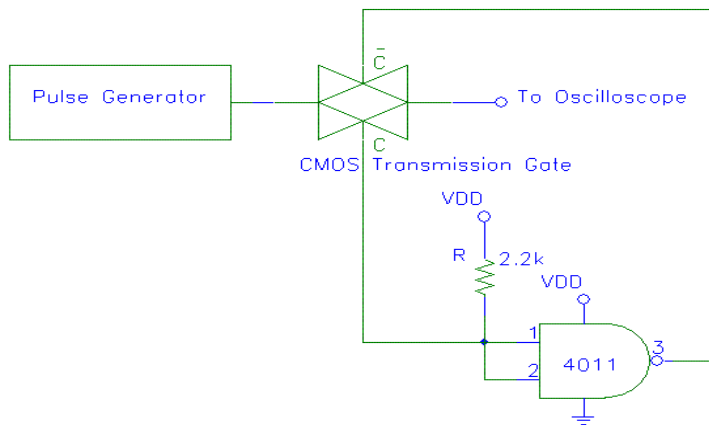 C̅
Pulse Generator
To Oscilloscope
C
CMOS Transmission Gate
VDD
R 2.2k
VDD
1
3
4011
2